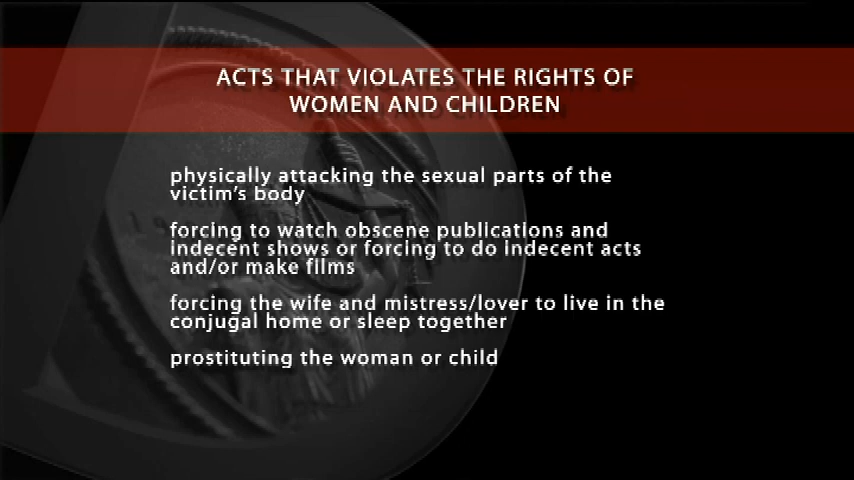 ACTS THAT VIOLATES THE RIGHTS OF
WOMEN AND CHILDREN
physically attacking the sexual parts of the
victim's body
forcing to watch obscene publications and
indecent shows or forcing to do indecent acts
and/or make films
forcing the wife and mistress/lover to live in the
conjugal home or sleep together
prostituting the woman or child